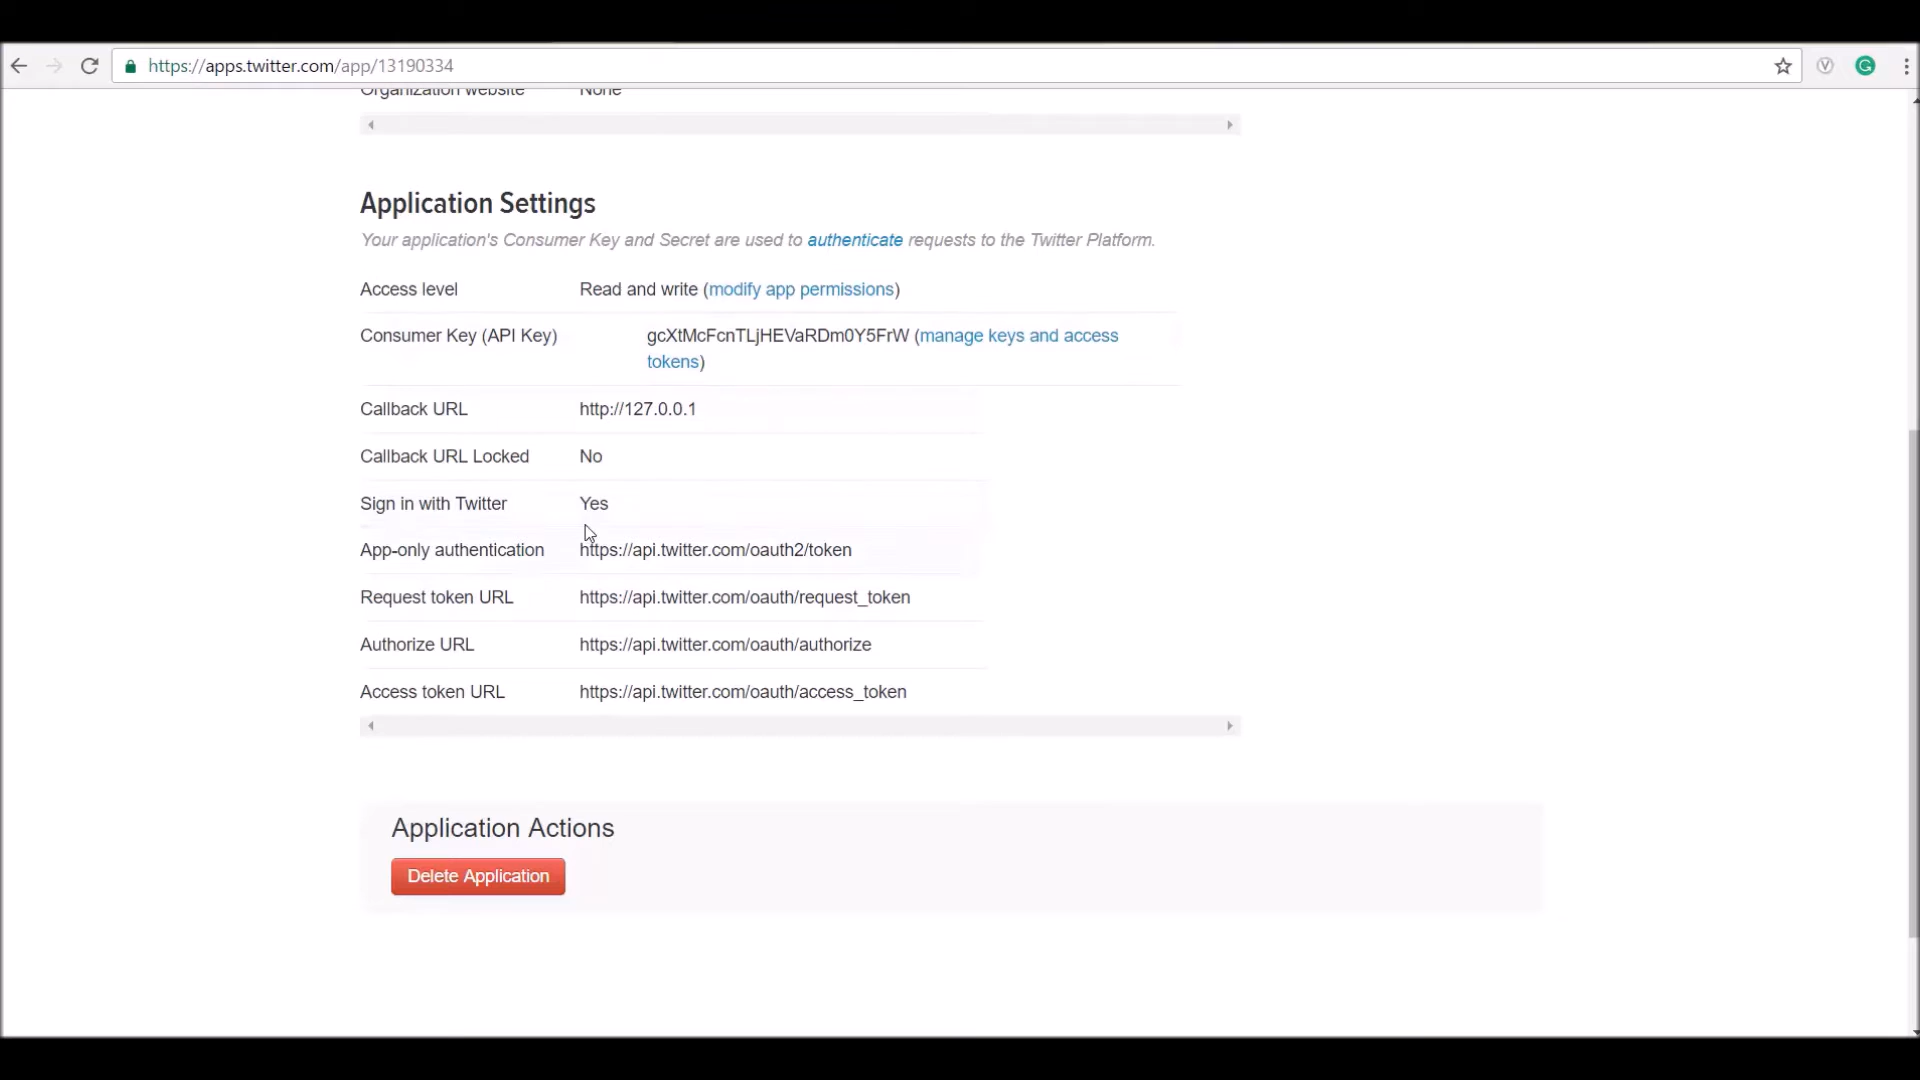 https://apps.twitter.com/app/13190334
Organization website None
Application Settings
Your application's Consumer Key and Secret are used to authenticate requests to the Twitter Platform.
Access level Read and write (modify app permissions)
Consumer Key (API Key) gcXtMcFcnTLjHEVaRDm0Y5FrW (manage keys and access
tokens)
Callback URL http://127.0.0.1
Callback URL Locked No
Sign in with Twitter Yes
App-only authentication https://api.twitter.com/oauth2/token
Request token URL https://api.twitter.com/oauth/request_token
Authorize URL https://api.twitter.com/oauth/authorize
Access token URL https://api.twitter.com/oauth/access_token
Application Actions
Delete Application